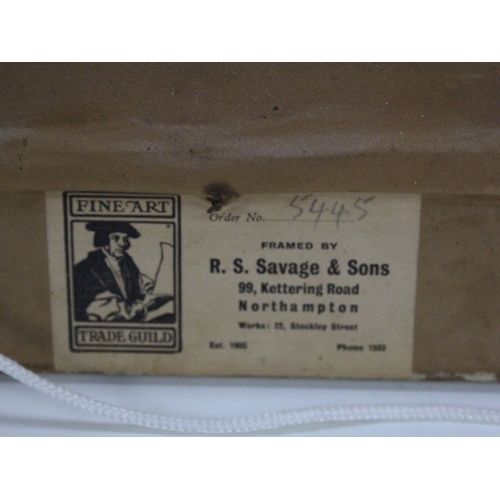 FINE ART
TRADE GUILD
Order No. 5445
FRAMED BY
R. S. Savage & Sons
99, Kettering Road
Northampton
Works: 22, Stockley Street
Est. 1905 Phone 1502